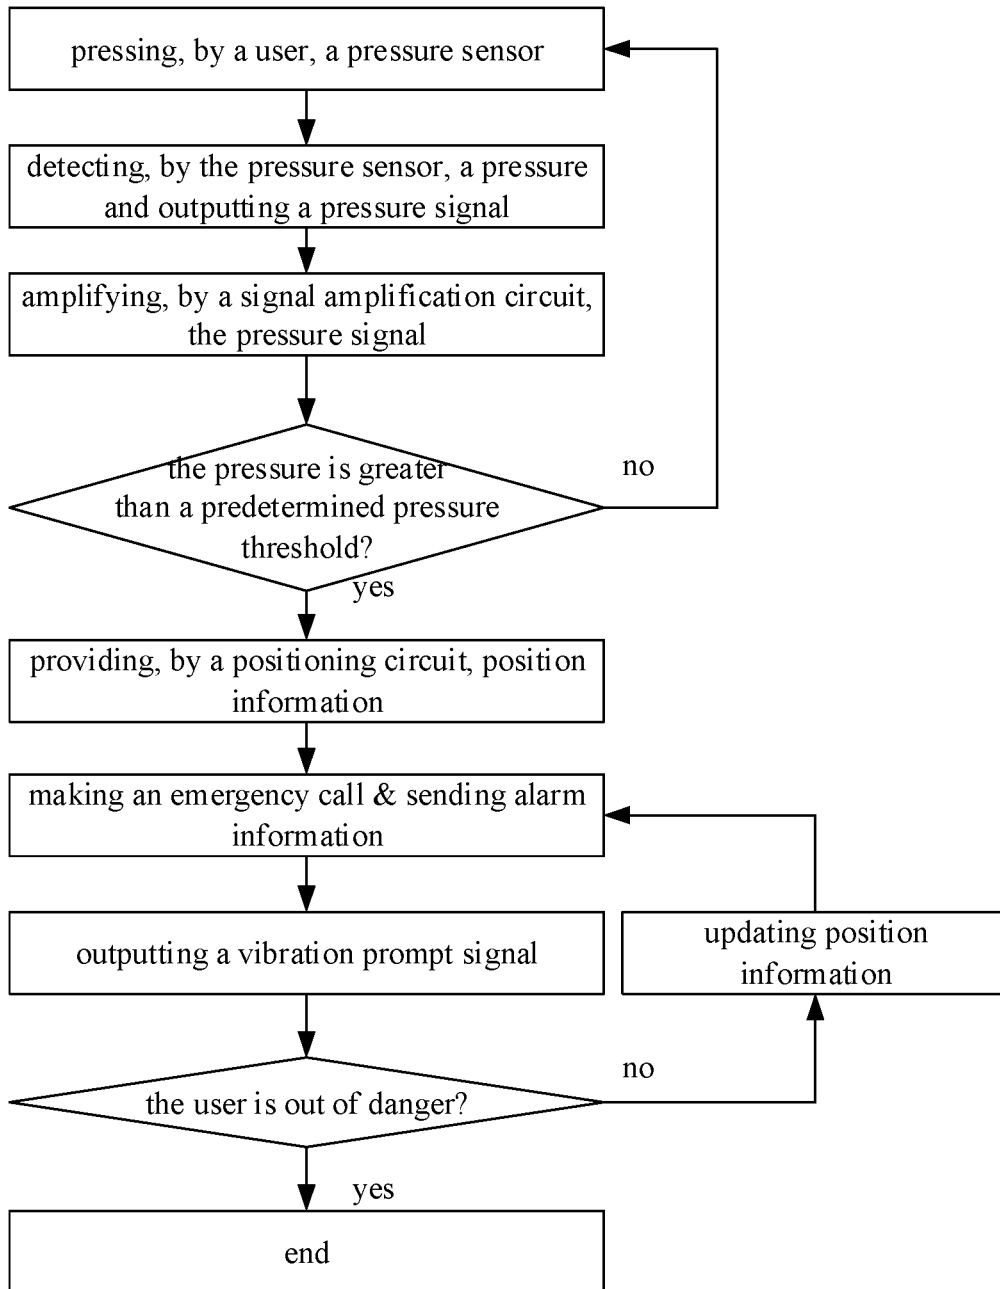 pressing, by a user, a pressure sensor
detecting, by the pressure sensor, a pressure
and outputting a pressure signal
amplifying, by a signal amplification circuit,
the pressure signal
the pressure is greater
than a predetermined pressure
threshold?
no
yes
providing, by a positioning circuit, position
information
making an emergency call & sending alarm
information
outputting a vibration prompt signal
updating position
information
the user is out of danger?
no
yes
end